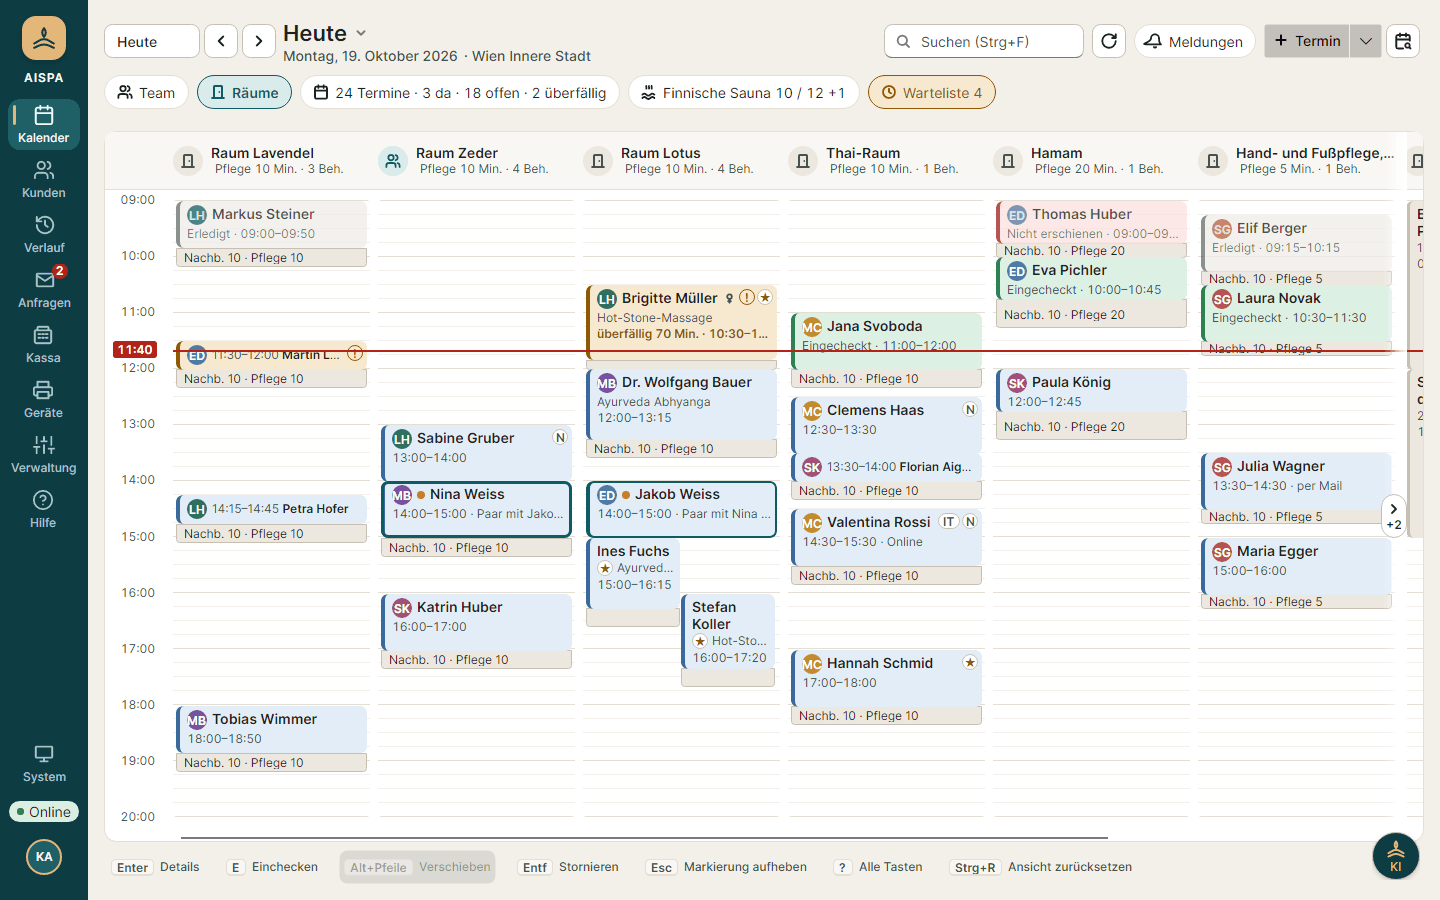 AISPA
Kalender
Kunden
Verlauf
2
Anfragen
Kassa
Geräte
Verwaltung
Hilfe
System
Online
KA
Heute
Heute
Montag, 19. Oktober 2026 · Wien Innere Stadt
Suchen (Strg+F)
Meldungen
Termin
Team
Räume
24 Termine · 3 da · 18 offen · 2 überfällig
Finnische Sauna 10 / 12 +1
Warteliste 4
Raum Lavendel
Pflege 10 Min. · 3 Beh.
Raum Zeder
Pflege 10 Min. · 4 Beh.
Raum Lotus
Pflege 10 Min. · 4 Beh.
Thai-Raum
Pflege 10 Min. · 1 Beh.
Hamam
Pflege 20 Min. · 1 Beh.
Hand- und Fußpflege,...
Pflege 5 Min. · 1 Beh.
09:00
10:00
11:00
11:40
12:00
13:00
14:00
15:00
16:00
17:00
18:00
19:00
20:00
LH Markus Steiner
Erledigt · 09:00–09:50
Nachb. 10 · Pflege 10
ED 11:30–12:00 Martin L...
Nachb. 10 · Pflege 10
LH 14:15–14:45 Petra Hofer
Nachb. 10 · Pflege 10
MB Tobias Wimmer
18:00–18:50
Nachb. 10 · Pflege 10
LH Sabine Gruber N
13:00–14:00
MB Nina Weiss
14:00–15:00 · Paar mit Jako...
Nachb. 10 · Pflege 10
SK Katrin Huber
16:00–17:00
Nachb. 10 · Pflege 10
LH Brigitte Müller
Hot-Stone-Massage
überfällig 70 Min. · 10:30–1...
MB Dr. Wolfgang Bauer
Ayurveda Abhyanga
12:00–13:15
Nachb. 10 · Pflege 10
ED Jakob Weiss
14:00–15:00 · Paar mit Nina ...
Ines Fuchs
Ayurved...
15:00–16:15
Stefan
Koller
Hot-Sto...
16:00–17:20
MC Jana Svoboda
Eingecheckt · 11:00–12:00
Nachb. 10 · Pflege 10
MC Clemens Haas N
12:30–13:30
SK 13:30–14:00 Florian Aig...
Nachb. 10 · Pflege 10
MC Valentina Rossi IT N
14:30–15:30 · Online
Nachb. 10 · Pflege 10
MC Hannah Schmid
17:00–18:00
Nachb. 10 · Pflege 10
ED Thomas Huber
Nicht erschienen · 09:00–09...
Nachb. 10 · Pflege 20
ED Eva Pichler
Eingecheckt · 10:00–10:45
Nachb. 10 · Pflege 20
SK Paula König
12:00–12:45
Nachb. 10 · Pflege 20
SG Elif Berger
Erledigt · 09:15–10:15
Nachb. 10 · Pflege 5
SG Laura Novak
Eingecheckt · 10:30–11:30
Nachb. 10 · Pflege 5
SG Julia Wagner
13:30–14:30 · per Mail
Nachb. 10 · Pflege 5
SG Maria Egger
15:00–16:00
Nachb. 10 · Pflege 5
+2
Enter Details
E Einchecken
Alt+Pfeile Verschieben
Entf Stornieren
Esc Markierung aufheben
? Alle Tasten
Strg+R Ansicht zurücksetzen
KI